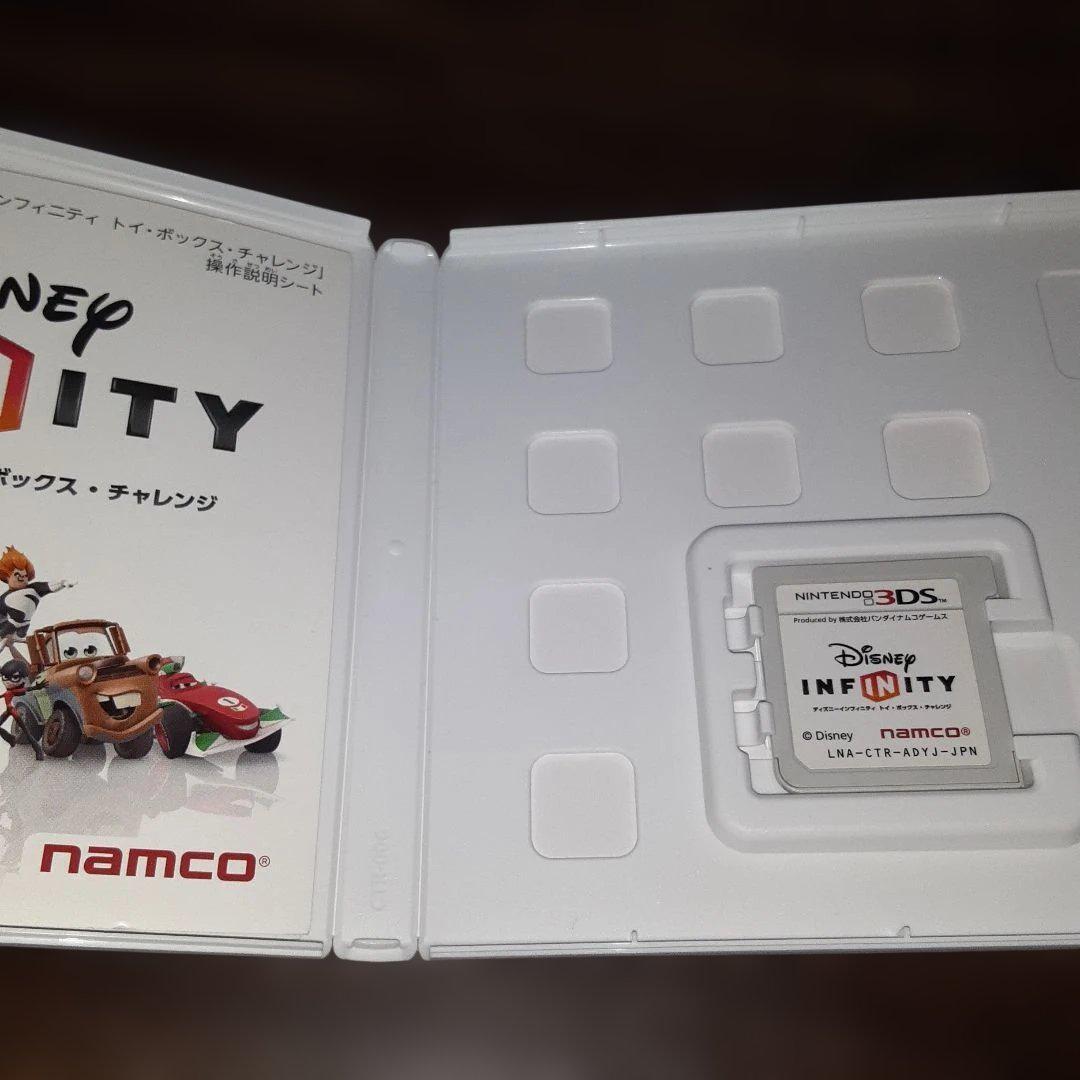 ンフィニティ トイ・ボックス・チャレンジ」
操作説明シート
NEY
INITY
ボックス・チャレンジ
namco®
CTR-006
NINTENDO 3DS™
Produced by 株式会社バンダイナムコゲームス
Disney
INFINITY
ディズニーインフィニティ トイ・ボックス・チャレンジ
© Disney namco®
LNA-CTR-ADYJ-JPN